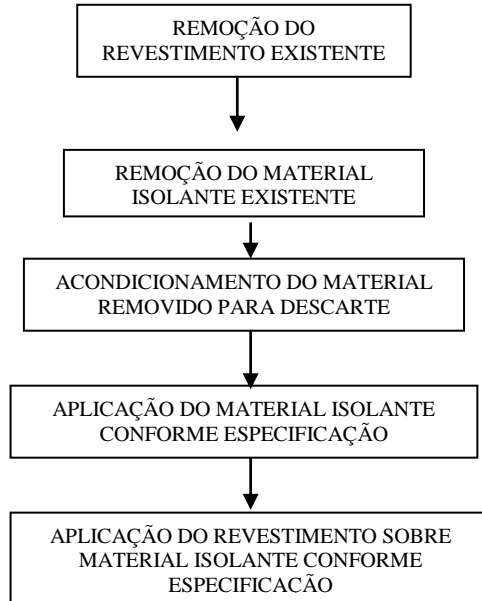 REMOÇÃO DO
REVESTIMENTO EXISTENTE
REMOÇÃO DO MATERIAL
ISOLANTE EXISTENTE
ACONDICIONAMENTO DO MATERIAL
REMOVIDO PARA DESCARTE
APLICAÇÃO DO MATERIAL ISOLANTE
CONFORME ESPECIFICAÇÃO
APLICAÇÃO DO REVESTIMENTO SOBRE
MATERIAL ISOLANTE CONFORME
ESPECIFICAÇÃO